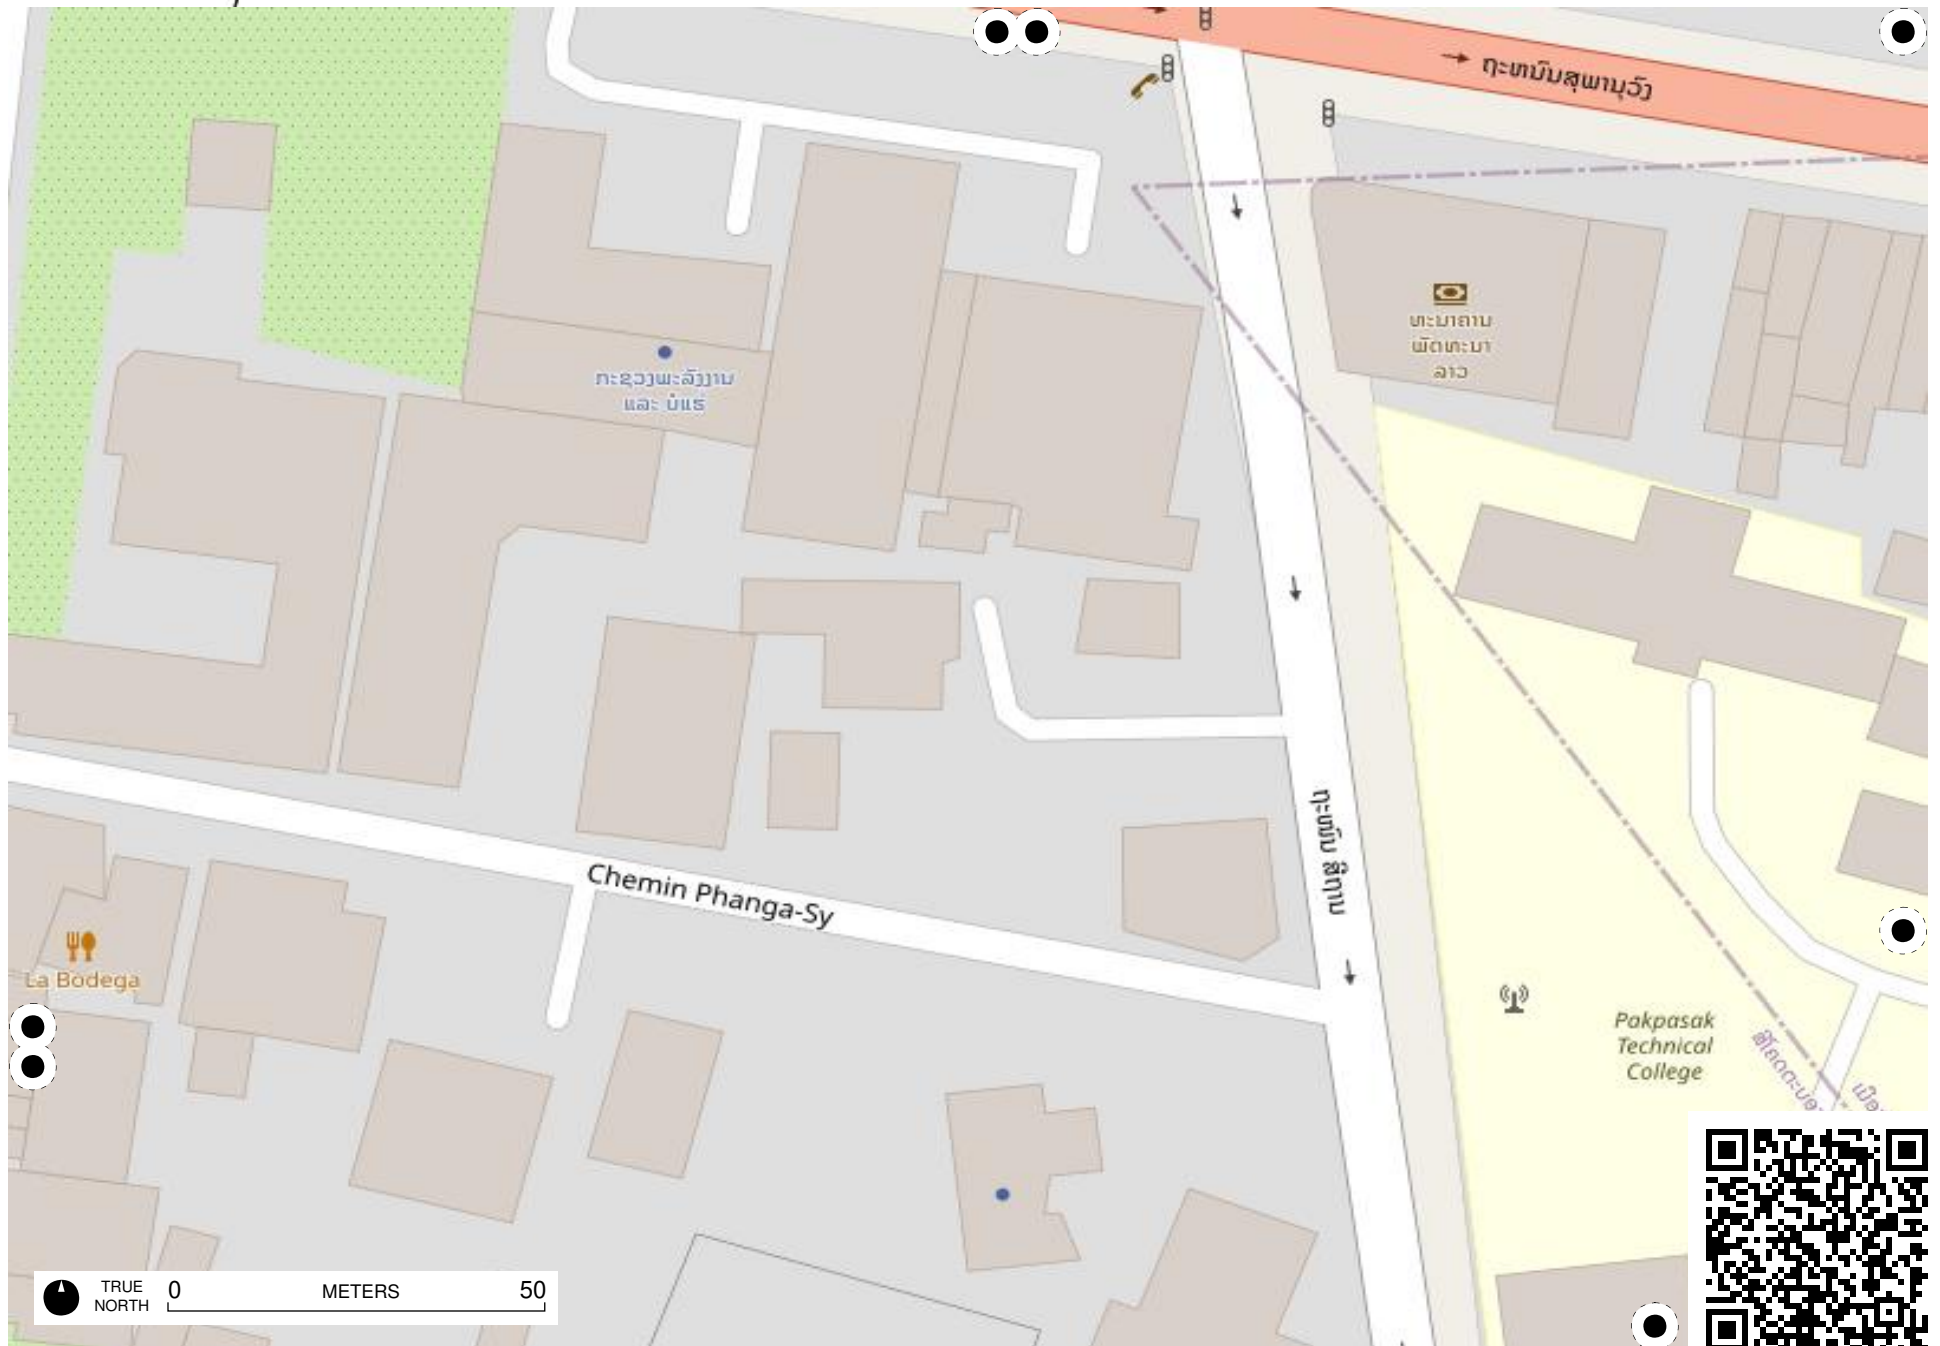 ຖະຫນົນສຸພານຸວົງ
ທະນາຄານ
ພັດທະນາ
ລາວ
ກະຊວງພະລັງງານ
ແລະ ບໍ່ແຮ່
ຖະໜົນ ສີຖານ
Chemin Phanga-Sy
La Bodega
Pakpasak
Technical
College
TRUE
NORTH
0 METERS 50